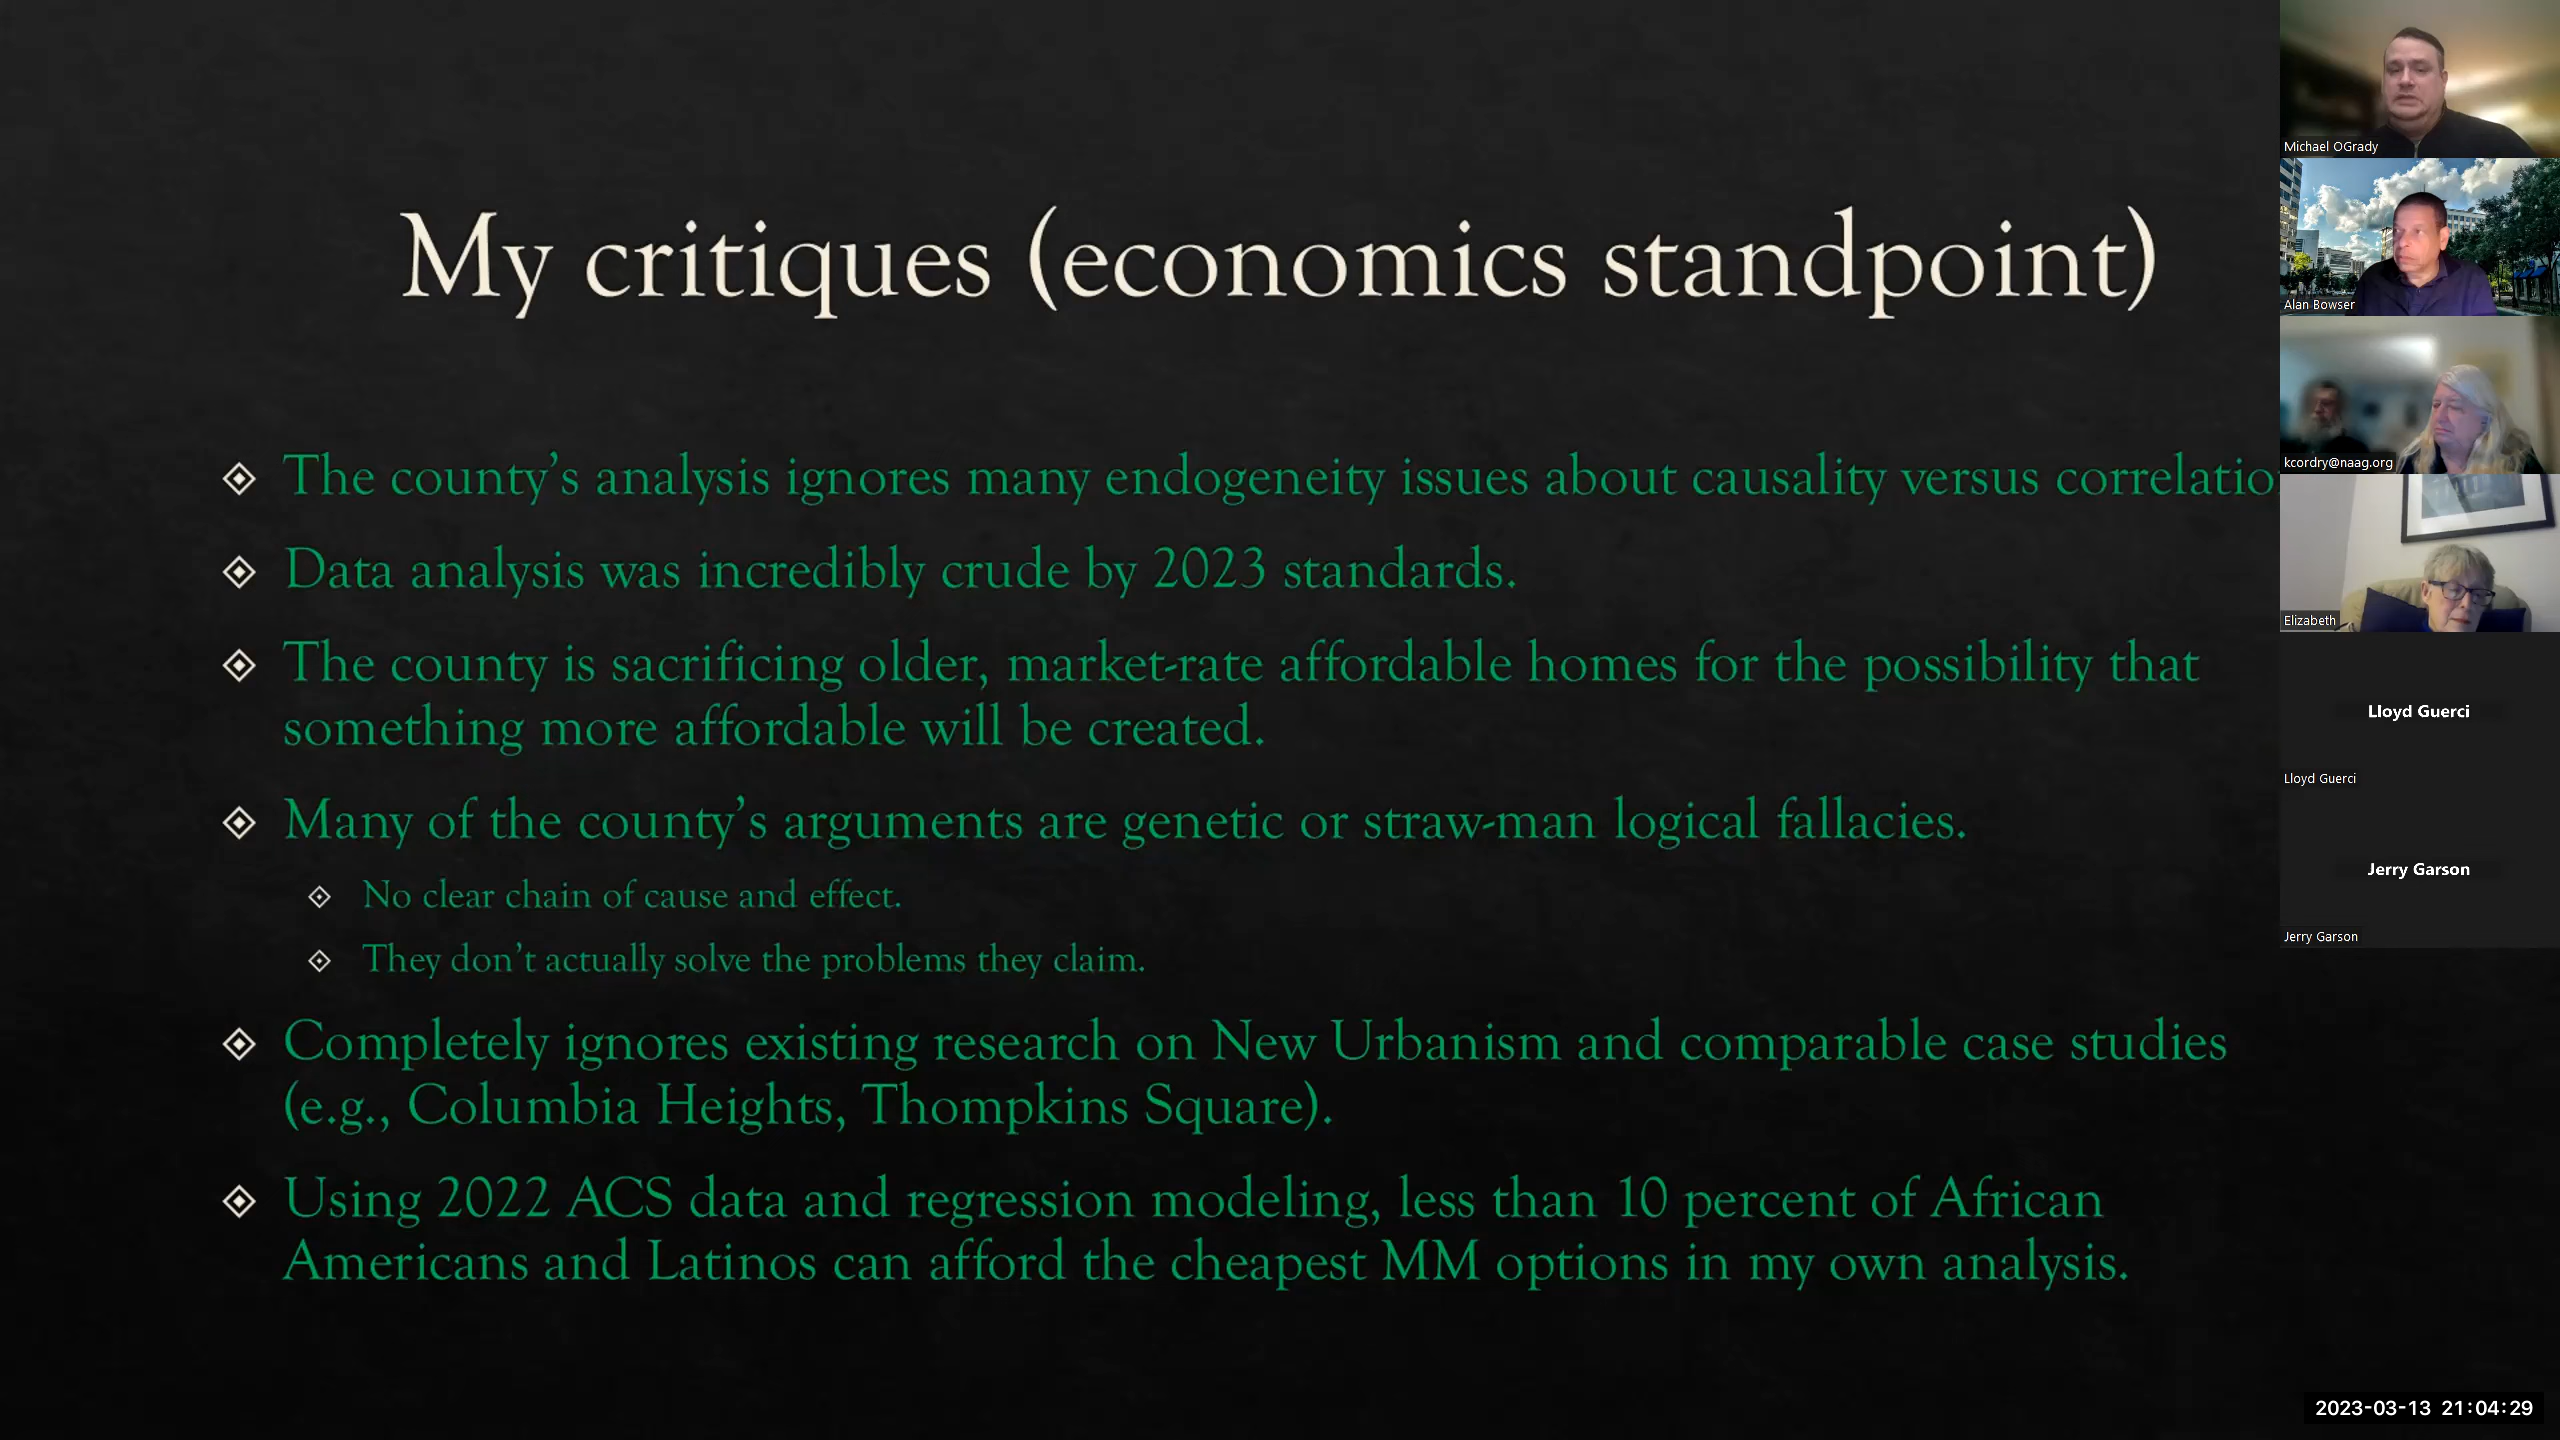 My critiques (economics standpoint)
The county's analysis ignores many endogeneity issues about causality versus correlatio
Data analysis was incredibly crude by 2023 standards.
The county is sacrificing older, market-rate affordable homes for the possibility that
something more affordable will be created.
Many of the county's arguments are genetic or straw-man logical fallacies.
No clear chain of cause and effect.
They don't actually solve the problems they claim.
Completely ignores existing research on New Urbanism and comparable case studies
(e.g., Columbia Heights, Thompkins Square).
Using 2022 ACS data and regression modeling, less than 10 percent of African
Americans and Latinos can afford the cheapest MM options in my own analysis.
Michael OGrady
Alan Bowser
kcordry@naag.org
Elizabeth
Lloyd Guerci
Lloyd Guerci
Jerry Garson
Jerry Garson
2023-03-13 21:04:29